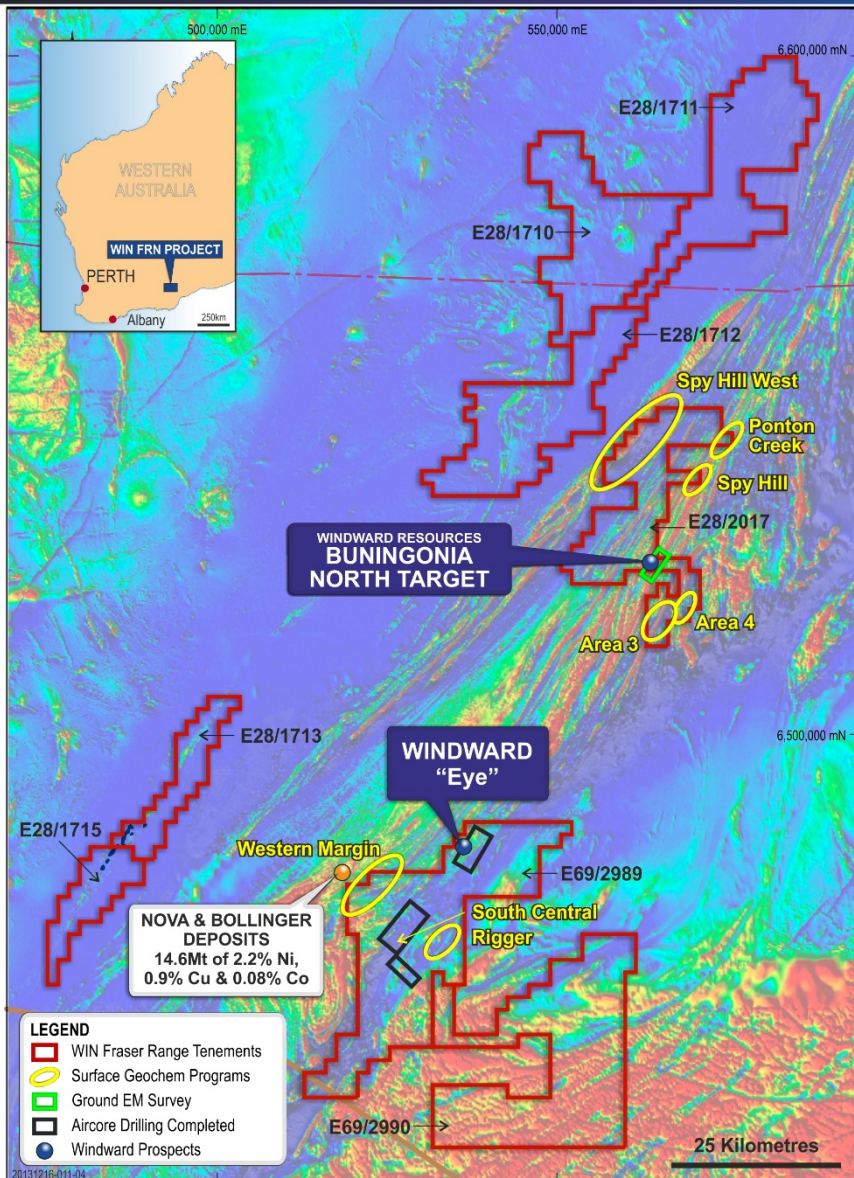 500,000 mE
550,000 mE
6,600,000 mN
WESTERN
AUSTRALIA
WIN FRN PROJECT
PERTH
Albany
250km
E28/1711
E28/1710
E28/1712
Spy Hill West
Ponton
Creek
Spy Hill
E28/2017
WINDWARD RESOURCES
BUNINGONIA
NORTH TARGET
Area 4
Area 3
E28/1713
6,500,000 mN
WINDWARD
“Eye”
E28/1715
Western Margin
E69/2989
NOVA & BOLLINGER
DEPOSITS
14.6Mt of 2.2% Ni,
0.9% Cu & 0.08% Co
South Central
Rigger
LEGEND
WIN Fraser Range Tenements
Surface Geochem Programs
Ground EM Survey
Aircore Drilling Completed
Windward Prospects
E69/2990
25 Kilometres
20131216-011-04